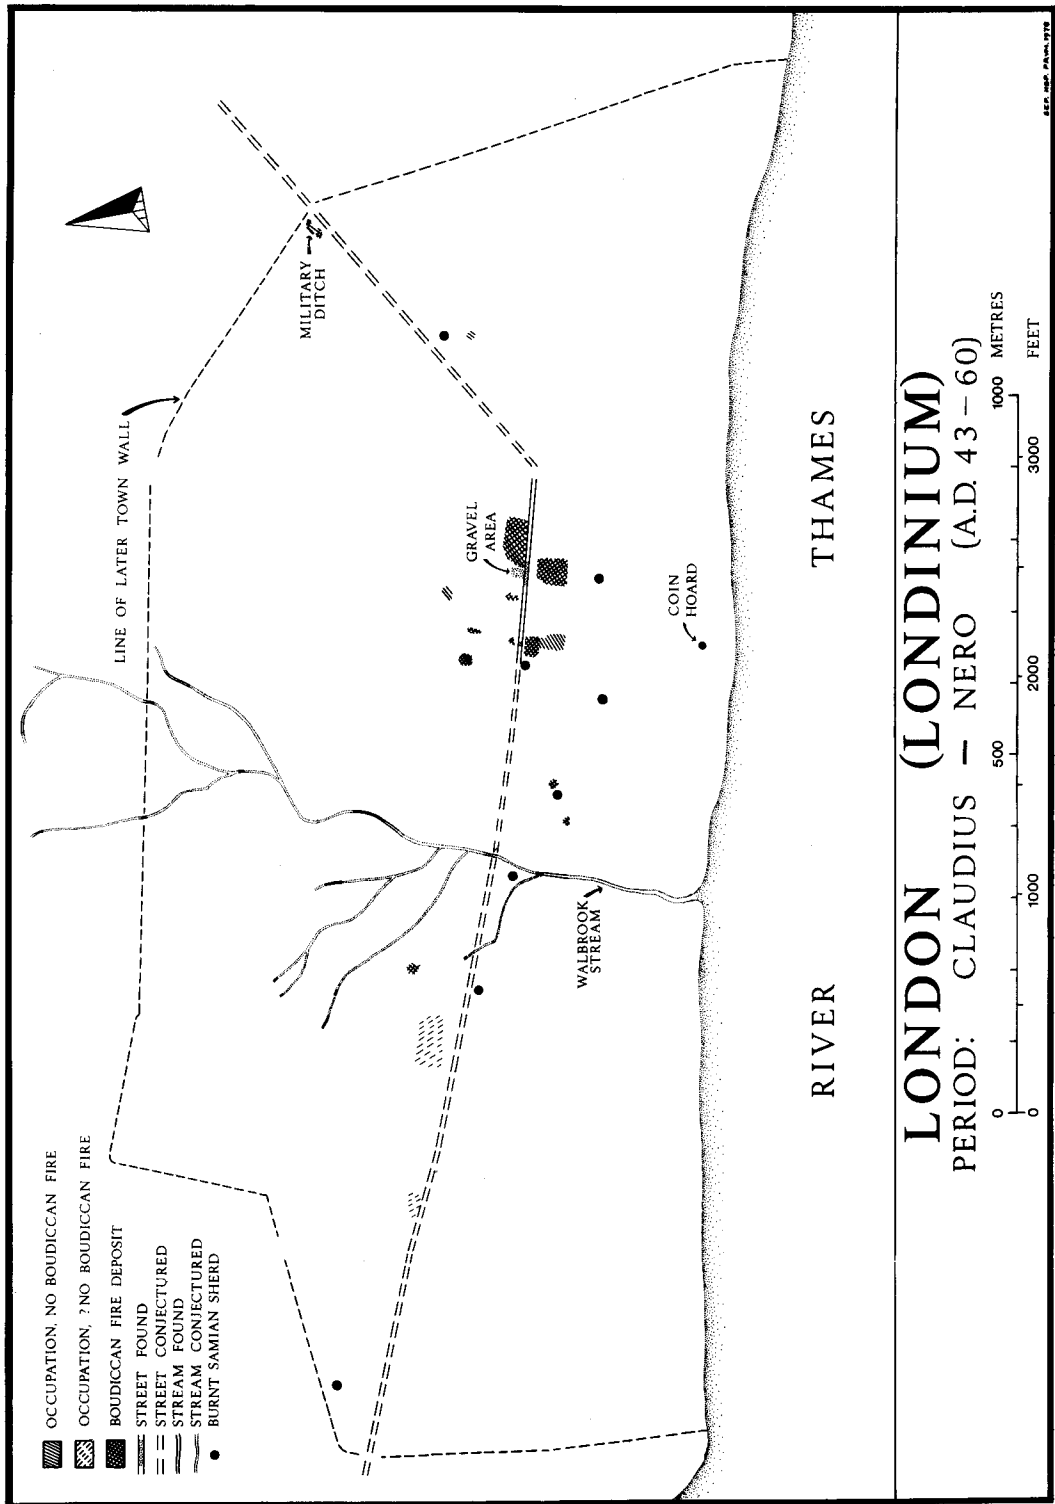 OCCUPATION, NO BOUDICCAN FIRE
OCCUPATION, ? NO BOUDICCAN FIRE
BOUDICCAN FIRE DEPOSIT
STREET FOUND
STREET CONJECTURED
STREAM FOUND
STREAM CONJECTURED
BURNT SAMIAN SHERD
LINE OF LATER TOWN WALL
MILITARY
DITCH
GRAVEL
AREA
COIN
HOARD
WALBROOK
STREAM
RIVER THAMES
LONDON (LONDINIUM)
PERIOD: CLAUDIUS – NERO (A.D. 43 – 60)
0 500 1000 METRES
0 1000 2000 3000 FEET